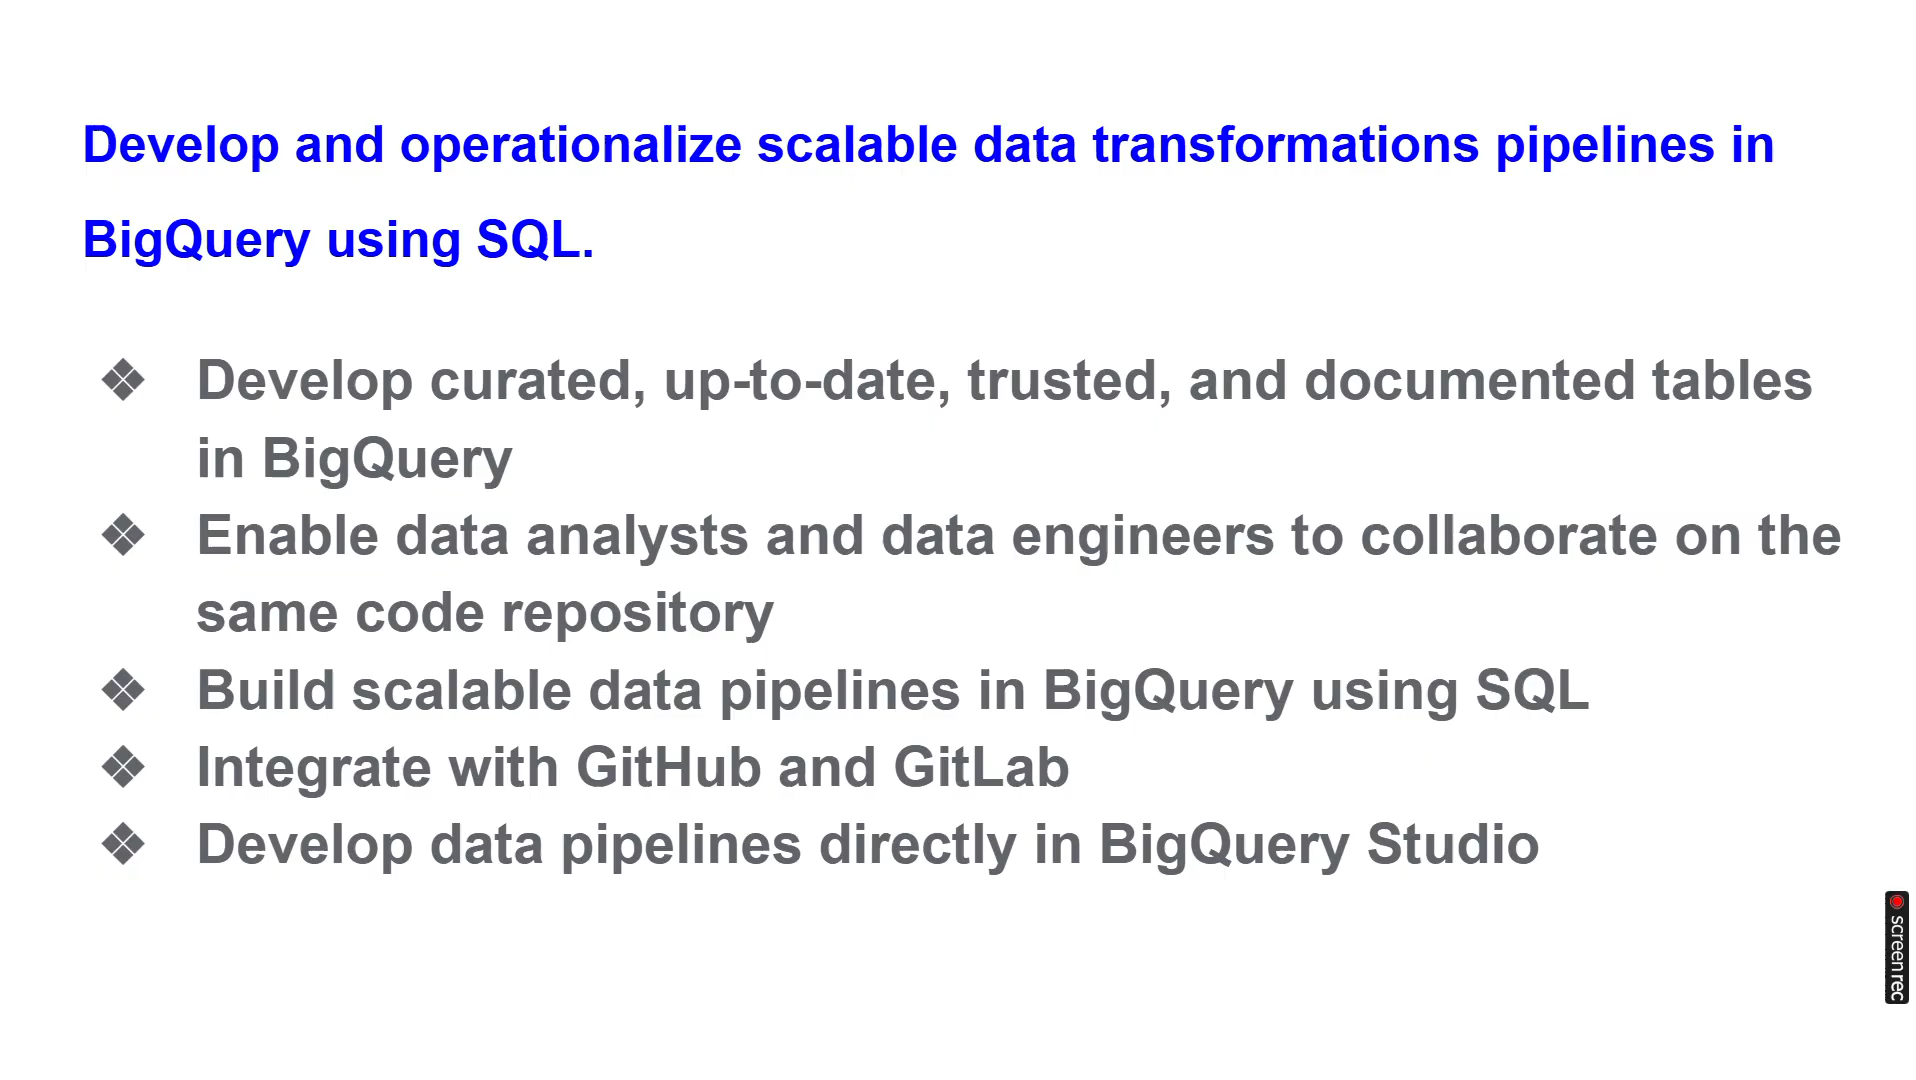 Develop and operationalize scalable data transformations pipelines in
BigQuery using SQL.
❖ Develop curated, up-to-date, trusted, and documented tables
in BigQuery
❖ Enable data analysts and data engineers to collaborate on the
same code repository
❖ Build scalable data pipelines in BigQuery using SQL
❖ Integrate with GitHub and GitLab
❖ Develop data pipelines directly in BigQuery Studio
screenrec